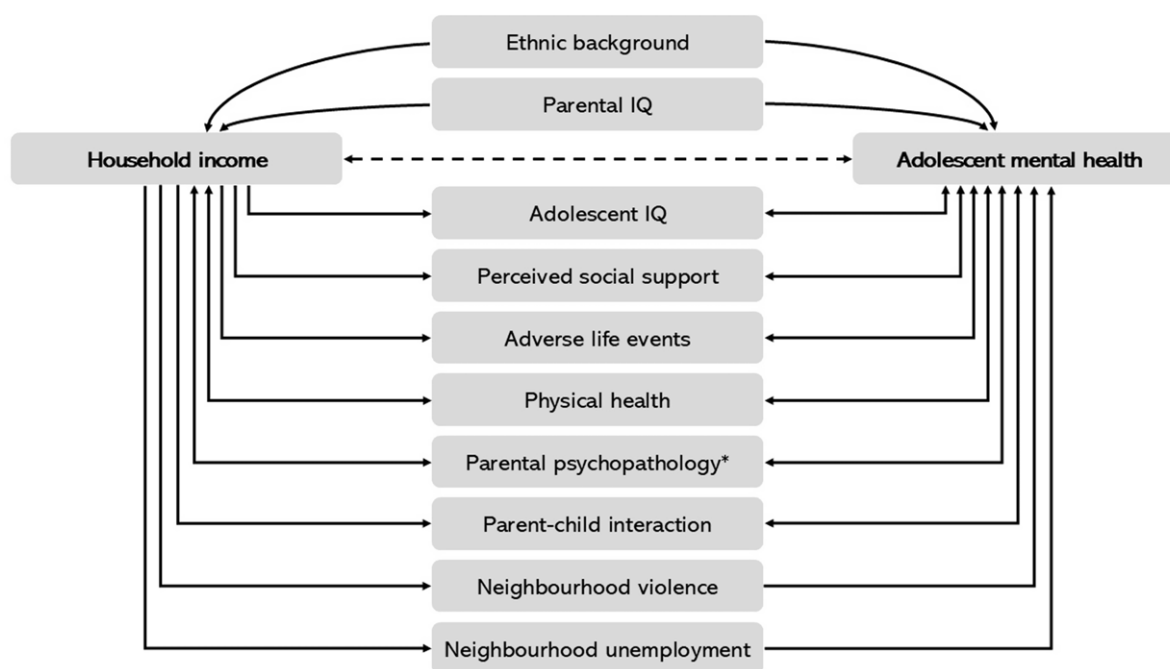 Ethnic background
Parental IQ
Household income
Adolescent mental health
Adolescent IQ
Perceived social support
Adverse life events
Physical health
Parental psychopathology*
Parent-child interaction
Neighbourhood violence
Neighbourhood unemployment